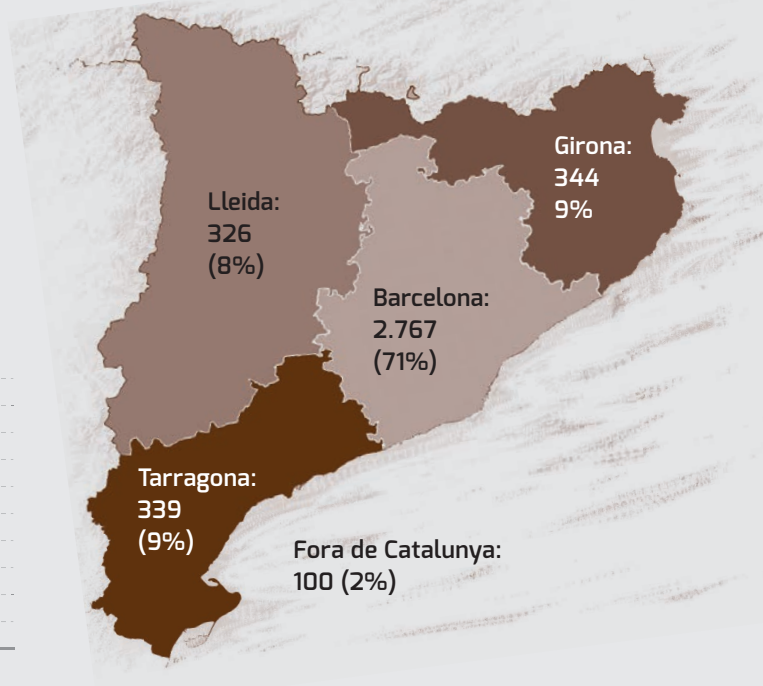 Girona:
344
9%
Lleida:
326
(8%)
Barcelona:
2.767
(71%)
Tarragona:
339
(9%)
Fora de Catalunya:
100 (2%)